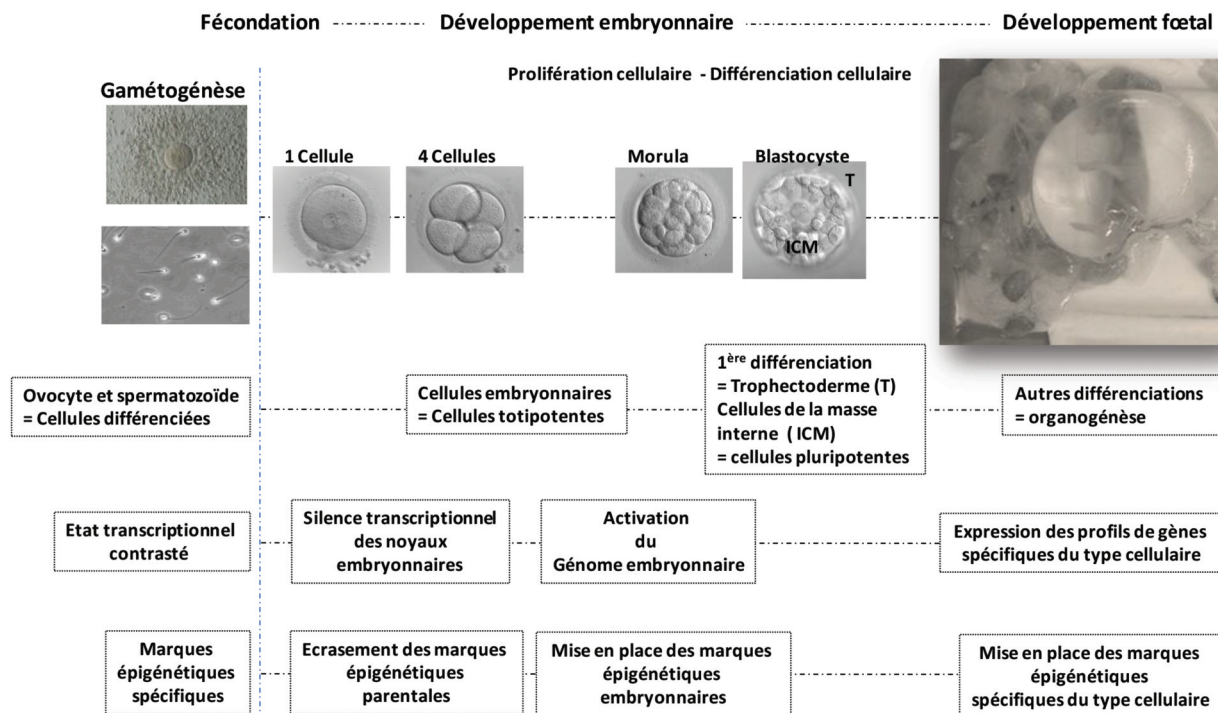 Fécondation
Développement embryonnaire
Développement fœtal
Prolifération cellulaire - Différenciation cellulaire
Gamétogénèse
1 Cellule
4 Cellules
Morula
Blastocyste
T
ICM
Ovocyte et spermatozoïde
= Cellules différenciées
Cellules embryonnaires
= Cellules totipotentes
1ère différenciation
= Trophectoderme (T)
Cellules de la masse
interne ( ICM)
= cellules pluripotentes
Autres différenciations
= organogénèse
Etat transcriptionnel
contrasté
Silence transcriptionnel
des noyaux
embryonnaires
Activation
du
Génome embryonnaire
Expression des profils de gènes
spécifiques du type cellulaire
Marques
épigénétiques
spécifiques
Ecrasement des marques
épigénétiques
parentales
Mise en place des marques
épigénétiques
embryonnaires
Mise en place des marques
épigénétiques
spécifiques du type cellulaire